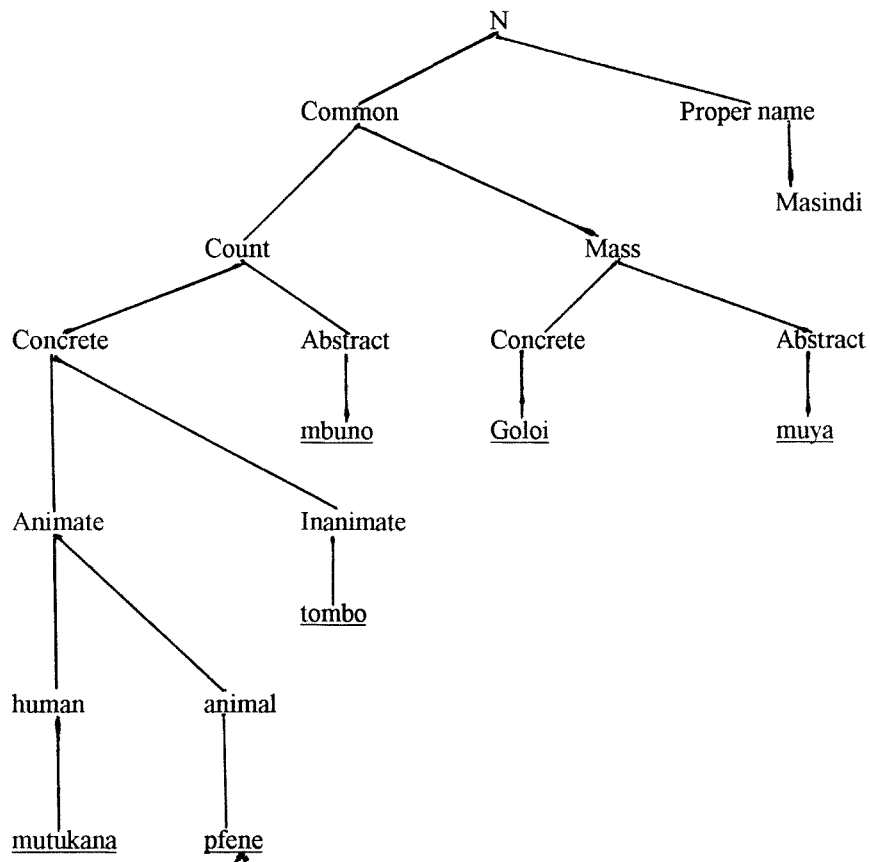 N
Common Proper name
Masindi
Count Mass
Concrete Abstract Concrete Abstract
mbuno Goloi muya
Animate Inanimate
tombo
human animal
mutukana pfene